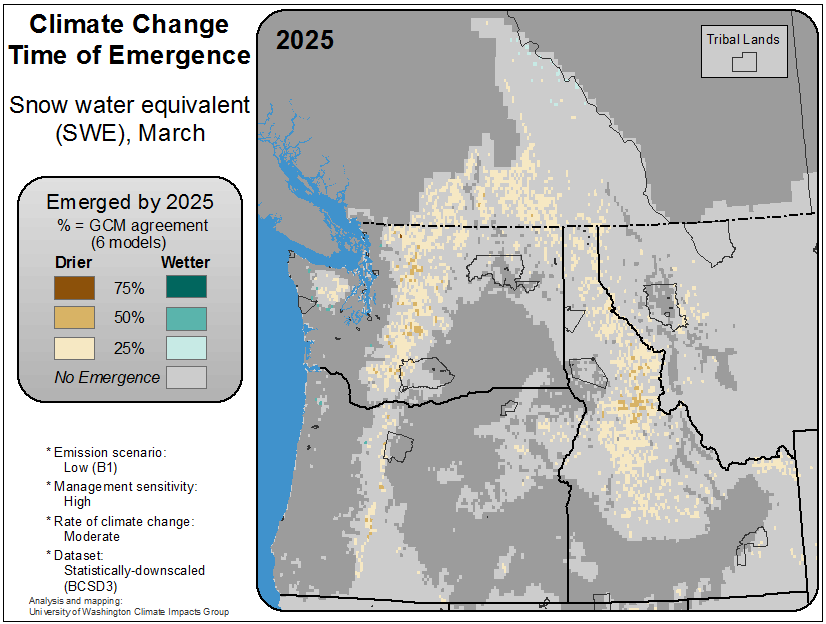 Climate Change
Time of Emergence
Snow water equivalent
(SWE), March
Emerged by 2025
% = GCM agreement
(6 models)
Drier Wetter
75%
50%
25%
No Emergence
* Emission scenario:
Low (B1)
* Management sensitivity:
High
* Rate of climate change:
Moderate
* Dataset:
Statistically-downscaled
(BCSD3)
Analysis and mapping:
University of Washington Climate Impacts Group
2025
Tribal Lands